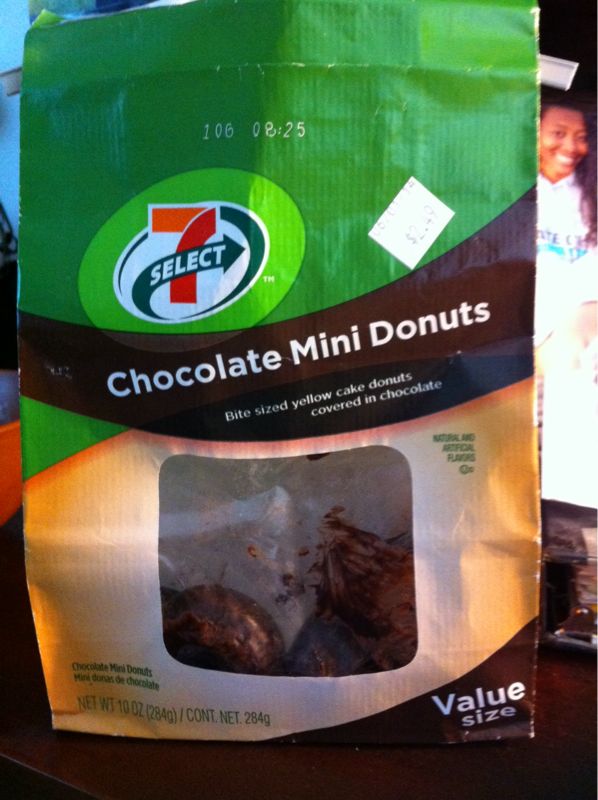 106 08:25
$2.49
7
SELECT
TM
Chocolate Mini Donuts
Bite sized yellow cake donuts
covered in chocolate
NATURAL AND
ARTIFICIAL
FLAVORS
Chocolate Mini Donuts
Mini donas de chocolate
NET WT 10 OZ (284g) / CONT. NET. 284g
Value
size